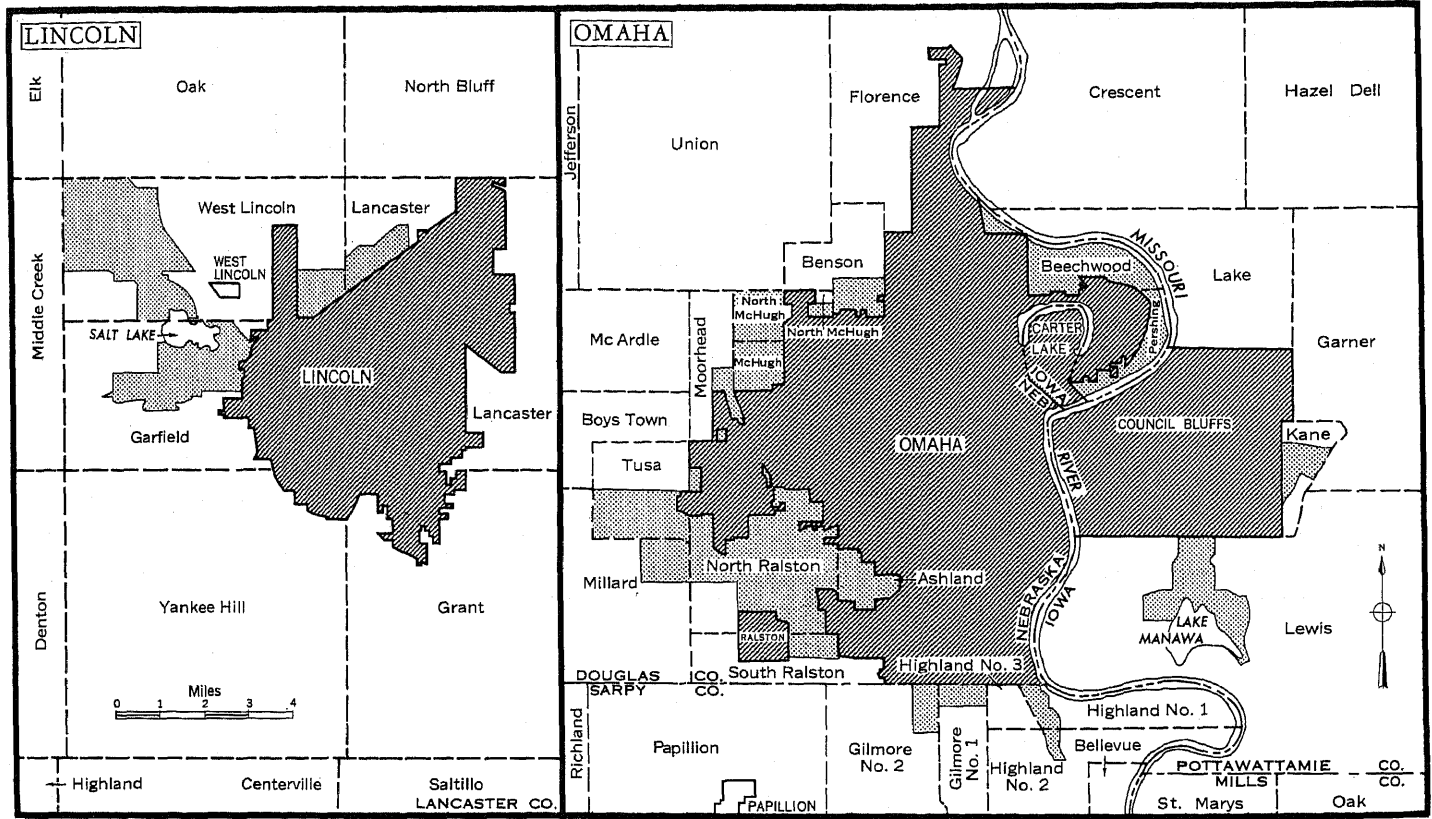 LINCOLN
Elk
Oak
North Bluff
Middle Creek
West Lincoln
Lancaster
WEST
LINCOLN
SALT LAKE
LINCOLN
Lancaster
Garfield
Denton
Yankee Hill
Grant
Miles
0 1 2 3 4
Highland
Centerville
Saltillo
LANCASTER CO.
OMAHA
Jefferson
Union
Florence
Crescent
Hazel Dell
Benson
MISSOURI
Beechwood
Lake
North
McHugh
North McHugh
Pershing
CARTER
LAKE
Mc Ardle
Moorhead
McHugh
Garner
IOWA
NEBR
Boys Town
OMAHA
COUNCIL BLUFFS
Kane
Tusa
RIVER
North Ralston
Ashland
Millard
NEBRASKA
IOWA
N
LAKE
MANAWA
Lewis
RALSTON
Highland No. 3
South Ralston
DOUGLAS CO.
SARPY CO.
Highland No. 1
Richland
Papillion
Gilmore
No. 2
Gilmore
No. 1
Highland
No. 2
Bellevue
POTTAWATTAMIE CO.
MILLS CO.
PAPILLION
St. Marys
Oak